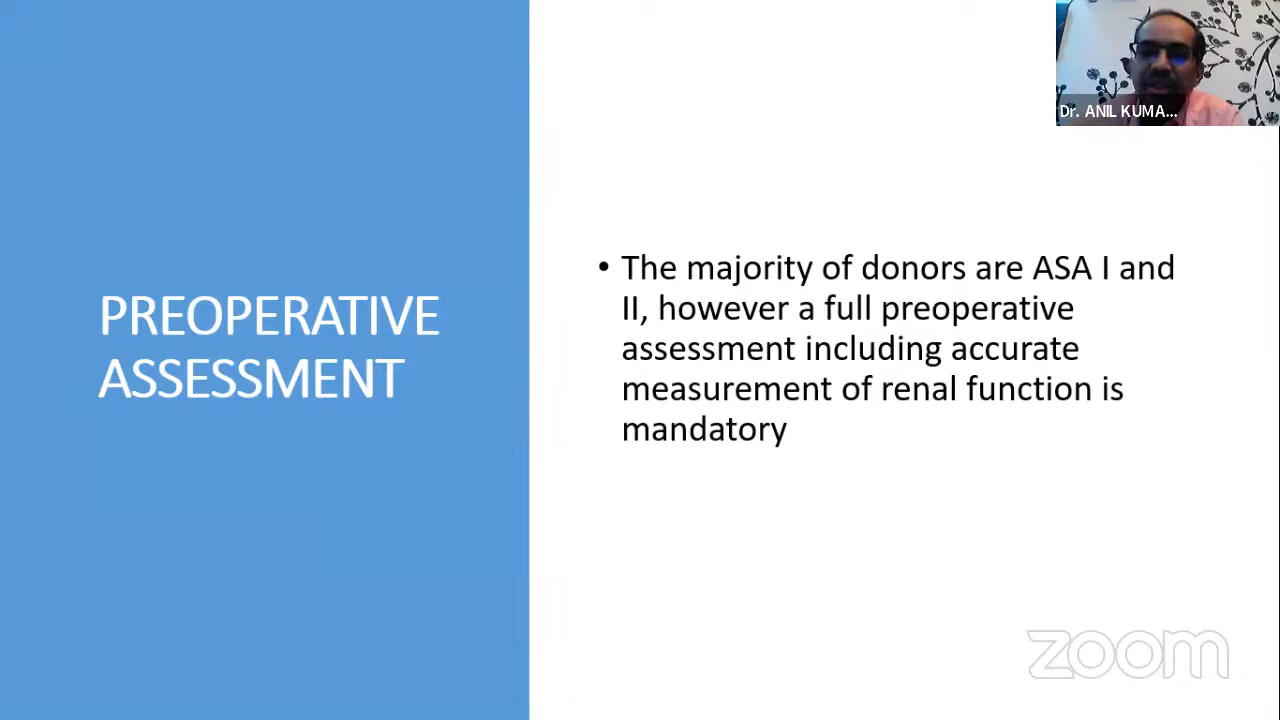 Dr. ANIL KUMA...
PREOPERATIVE
ASSESSMENT
• The majority of donors are ASA I and
II, however a full preoperative
assessment including accurate
measurement of renal function is
mandatory
zoom